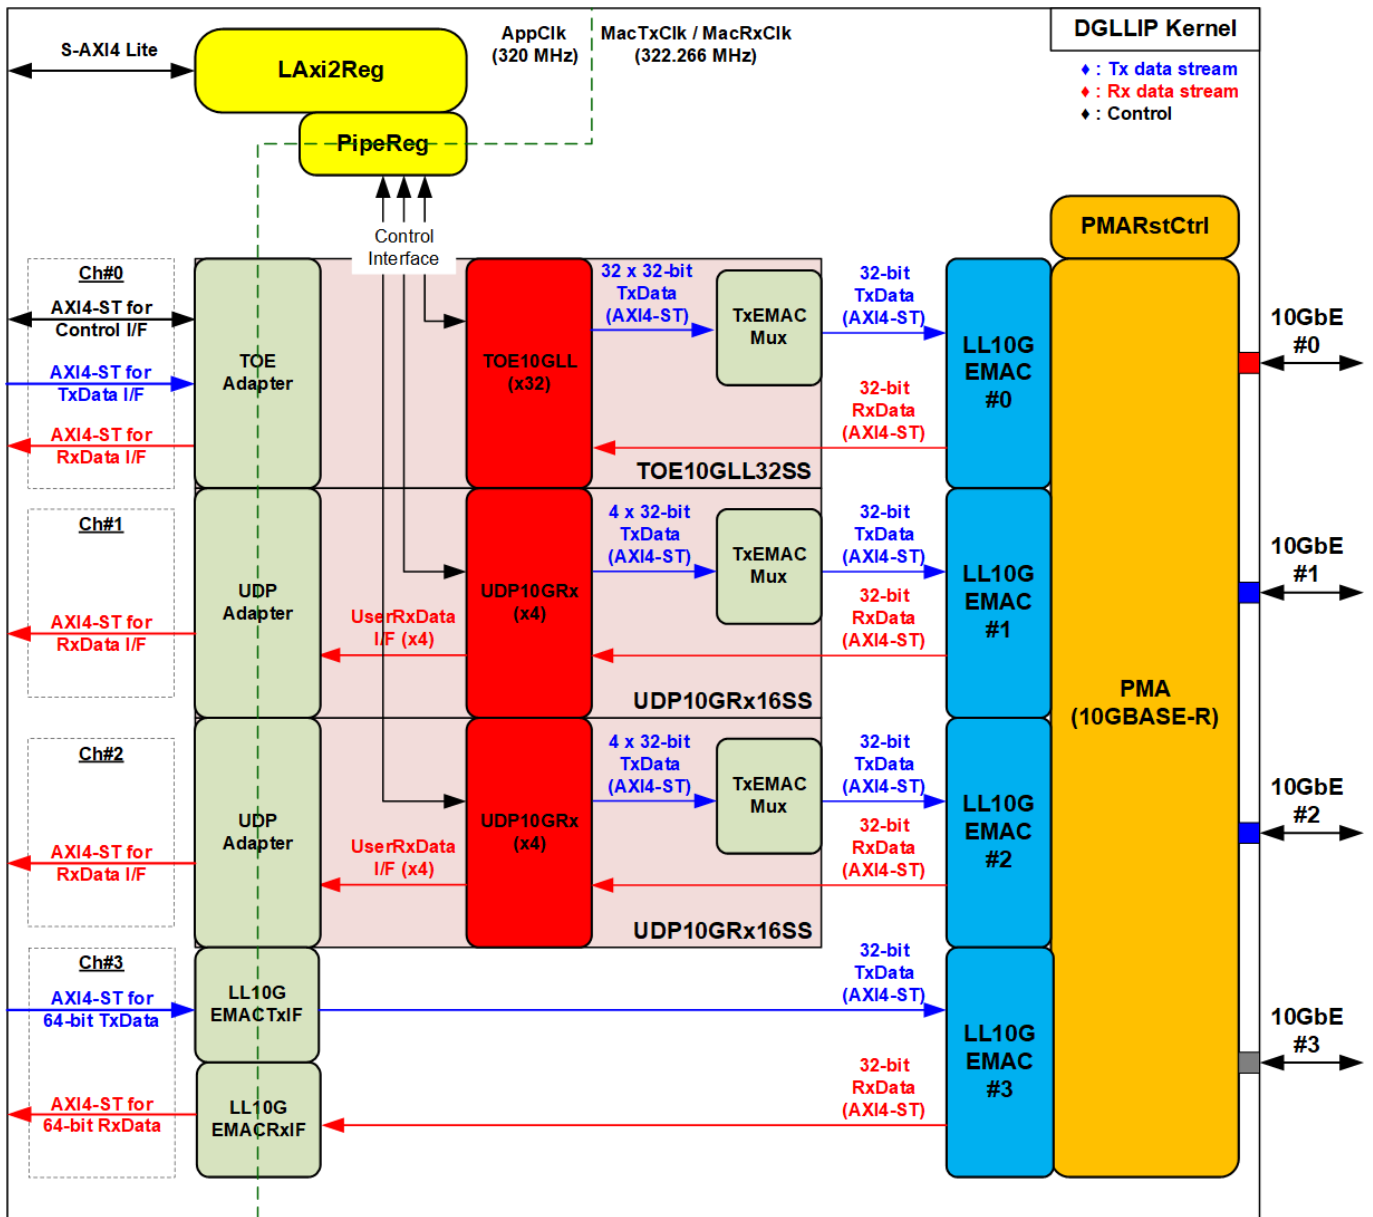 DGLLIP Kernel
♦ : Tx data stream
♦ : Rx data stream
♦ : Control
S-AXI4 Lite
LAxi2Reg
AppClk
(320 MHz)
MacTxClk / MacRxClk
(322.266 MHz)
PipeReg
Control
Interface
PMARstCtrl
Ch#0
AXI4-ST for
Control I/F
AXI4-ST for
TxData I/F
AXI4-ST for
RxData I/F
TOE
Adapter
TOE10GLL
(x32)
32 x 32-bit
TxData
(AXI4-ST)
TxEMAC
Mux
32-bit
TxData
(AXI4-ST)
32-bit
RxData
(AXI4-ST)
TOE10GLL32SS
LL10G
EMAC
#0
10GbE
#0
Ch#1
AXI4-ST for
RxData I/F
UDP
Adapter
UserRxData
I/F (x4)
UDP10GRx
(x4)
4 x 32-bit
TxData
(AXI4-ST)
TxEMAC
Mux
32-bit
TxData
(AXI4-ST)
32-bit
RxData
(AXI4-ST)
UDP10GRx16SS
LL10G
EMAC
#1
10GbE
#1
PMA
(10GBASE-R)
Ch#2
AXI4-ST for
RxData I/F
UDP
Adapter
UserRxData
I/F (x4)
UDP10GRx
(x4)
4 x 32-bit
TxData
(AXI4-ST)
TxEMAC
Mux
32-bit
TxData
(AXI4-ST)
32-bit
RxData
(AXI4-ST)
UDP10GRx16SS
LL10G
EMAC
#2
10GbE
#2
Ch#3
AXI4-ST for
64-bit TxData
AXI4-ST for
64-bit RxData
LL10G
EMACTxIF
LL10G
EMACRxIF
32-bit
TxData
(AXI4-ST)
32-bit
RxData
(AXI4-ST)
LL10G
EMAC
#3
10GbE
#3